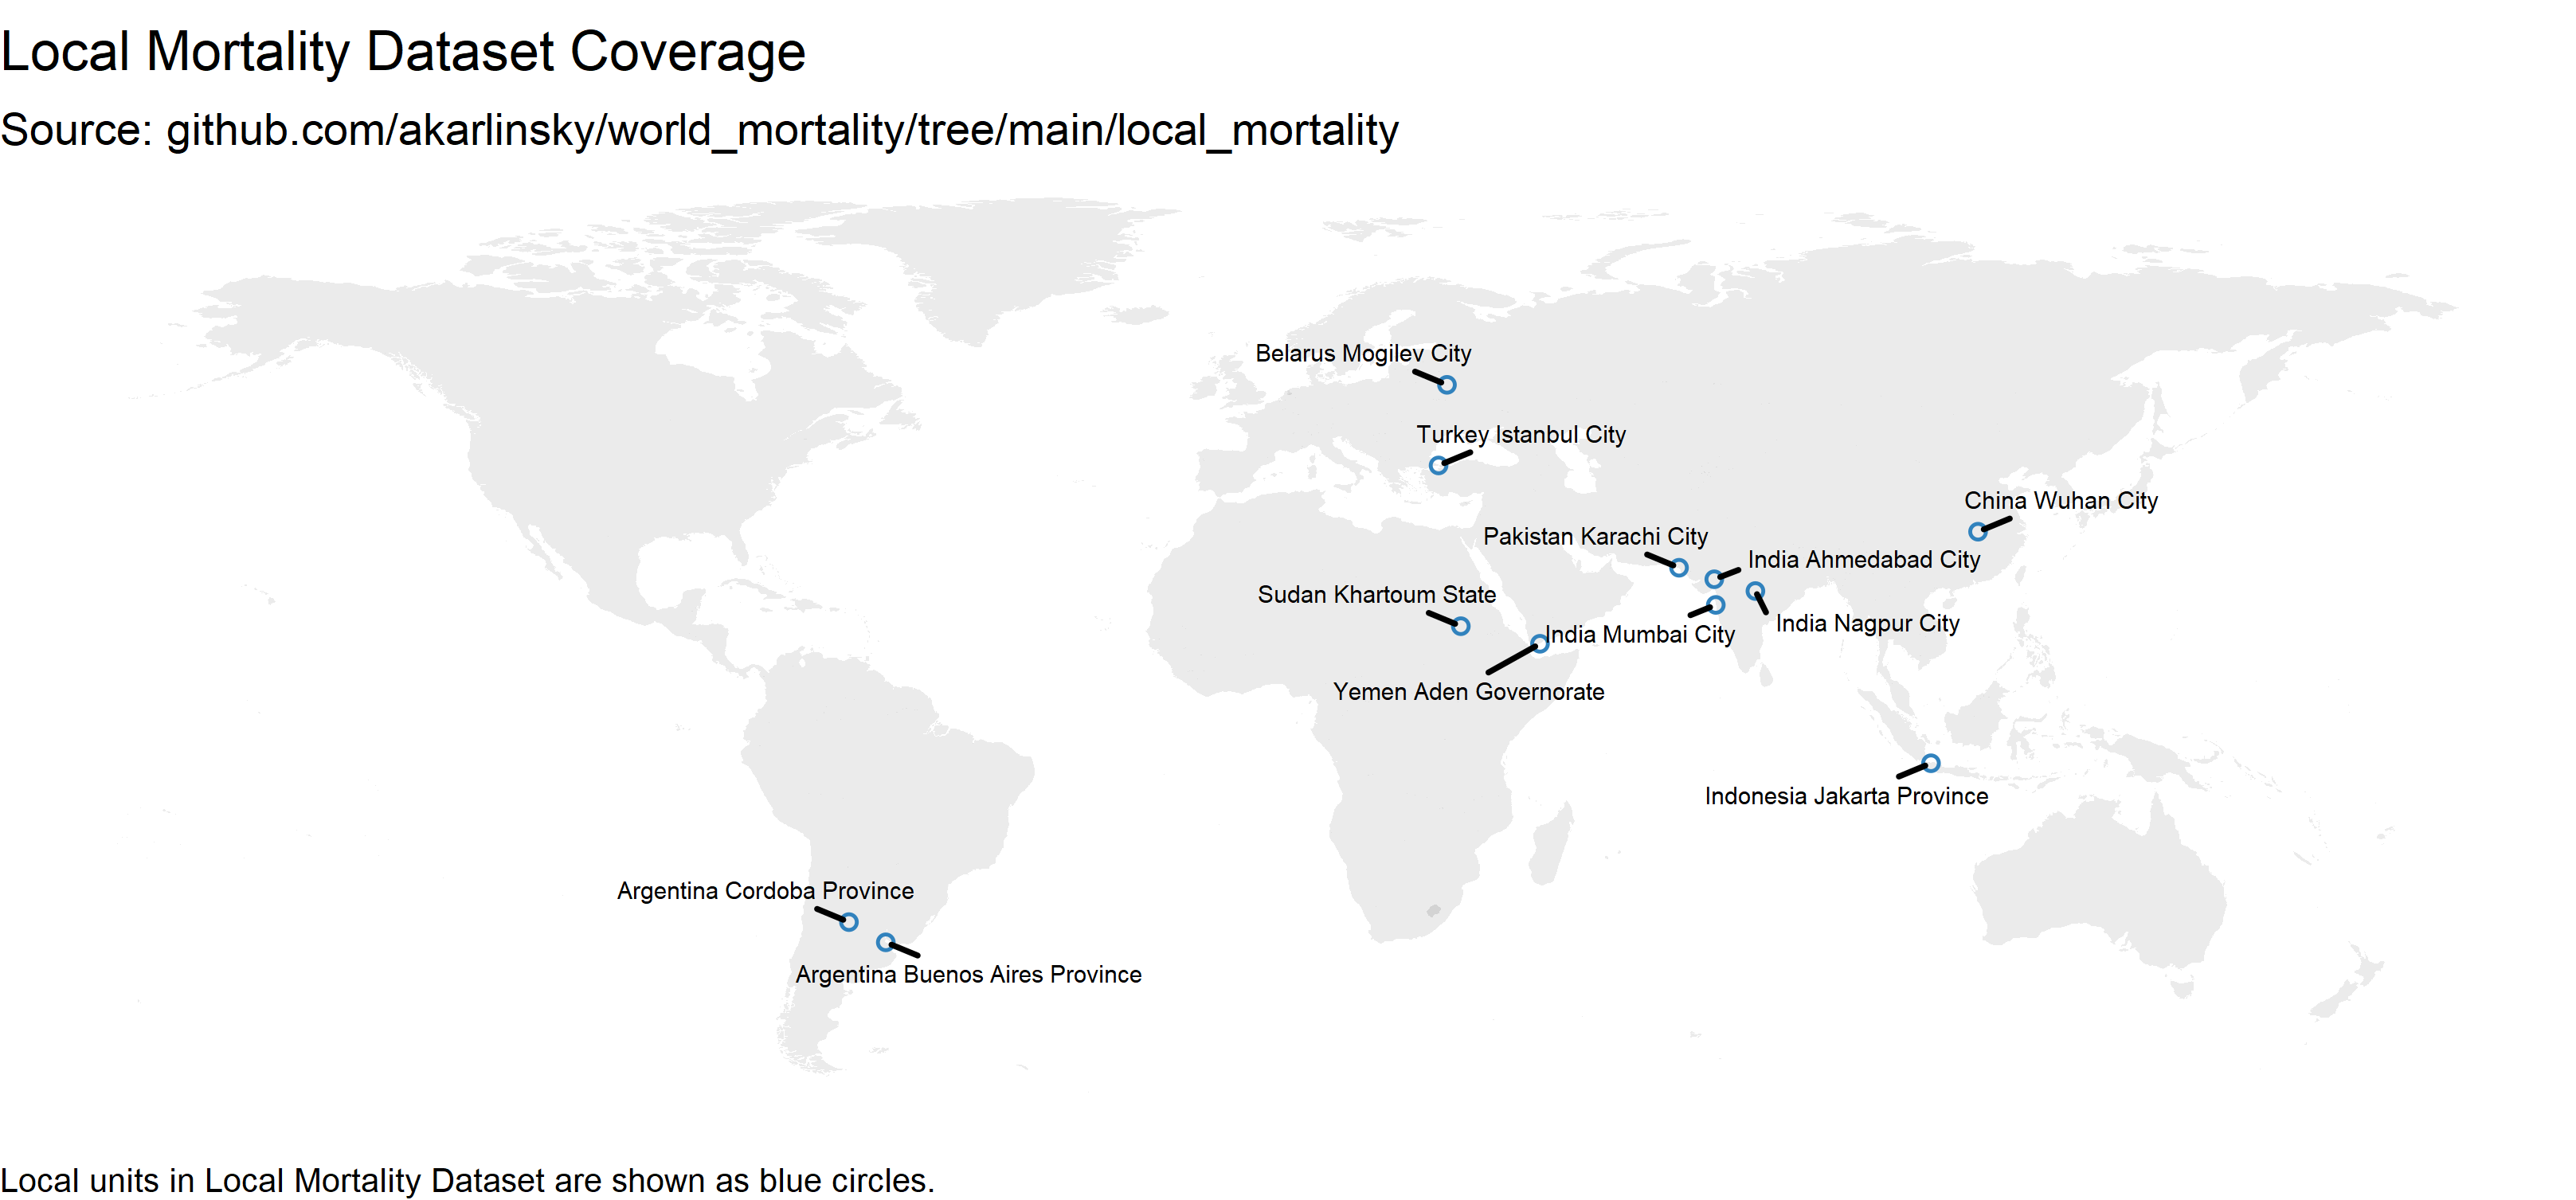 Local Mortality Dataset Coverage
Source: github.com/akarlinsky/world_mortality/tree/main/local_mortality
Belarus Mogilev City
Turkey Istanbul City
China Wuhan City
Pakistan Karachi City
India Ahmedabad City
Sudan Khartoum State
India Nagpur City
India Mumbai City
Yemen Aden Governorate
Indonesia Jakarta Province
Argentina Cordoba Province
Argentina Buenos Aires Province
Local units in Local Mortality Dataset are shown as blue circles.